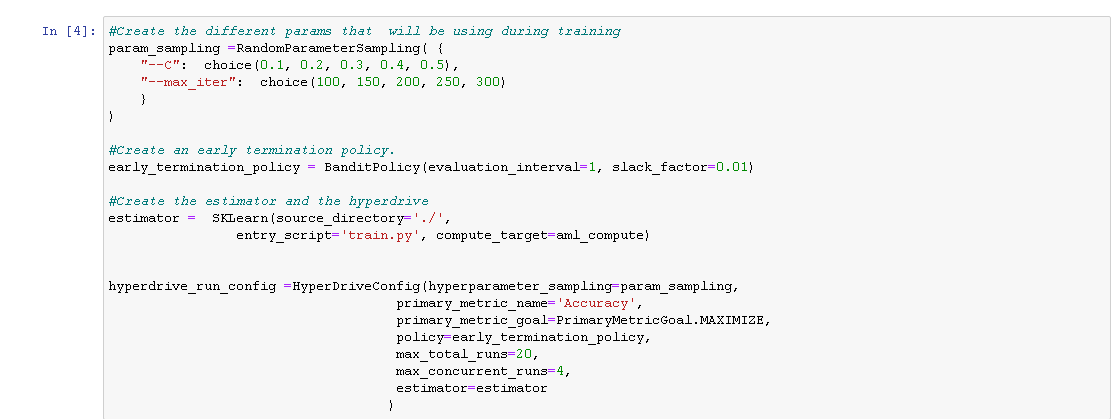 In [4]: #Create the different params that  will be using during training
param_sampling =RandomParameterSampling( {
    "--C":  choice(0.1, 0.2, 0.3, 0.4, 0.5),
    "--max_iter":  choice(100, 150, 200, 250, 300)
    }
)

#Create an early termination policy.
early_termination_policy = BanditPolicy(evaluation_interval=1, slack_factor=0.01)

#Create the estimator and the hyperdrive
estimator =  SKLearn(source_directory='./',
                entry_script='train.py', compute_target=aml_compute)


hyperdrive_run_config =HyperDriveConfig(hyperparameter_sampling=param_sampling,
                                    primary_metric_name='Accuracy',
                                    primary_metric_goal=PrimaryMetricGoal.MAXIMIZE,
                                    policy=early_termination_policy,
                                    max_total_runs=20,
                                    max_concurrent_runs=4,
                                    estimator=estimator
                                   )